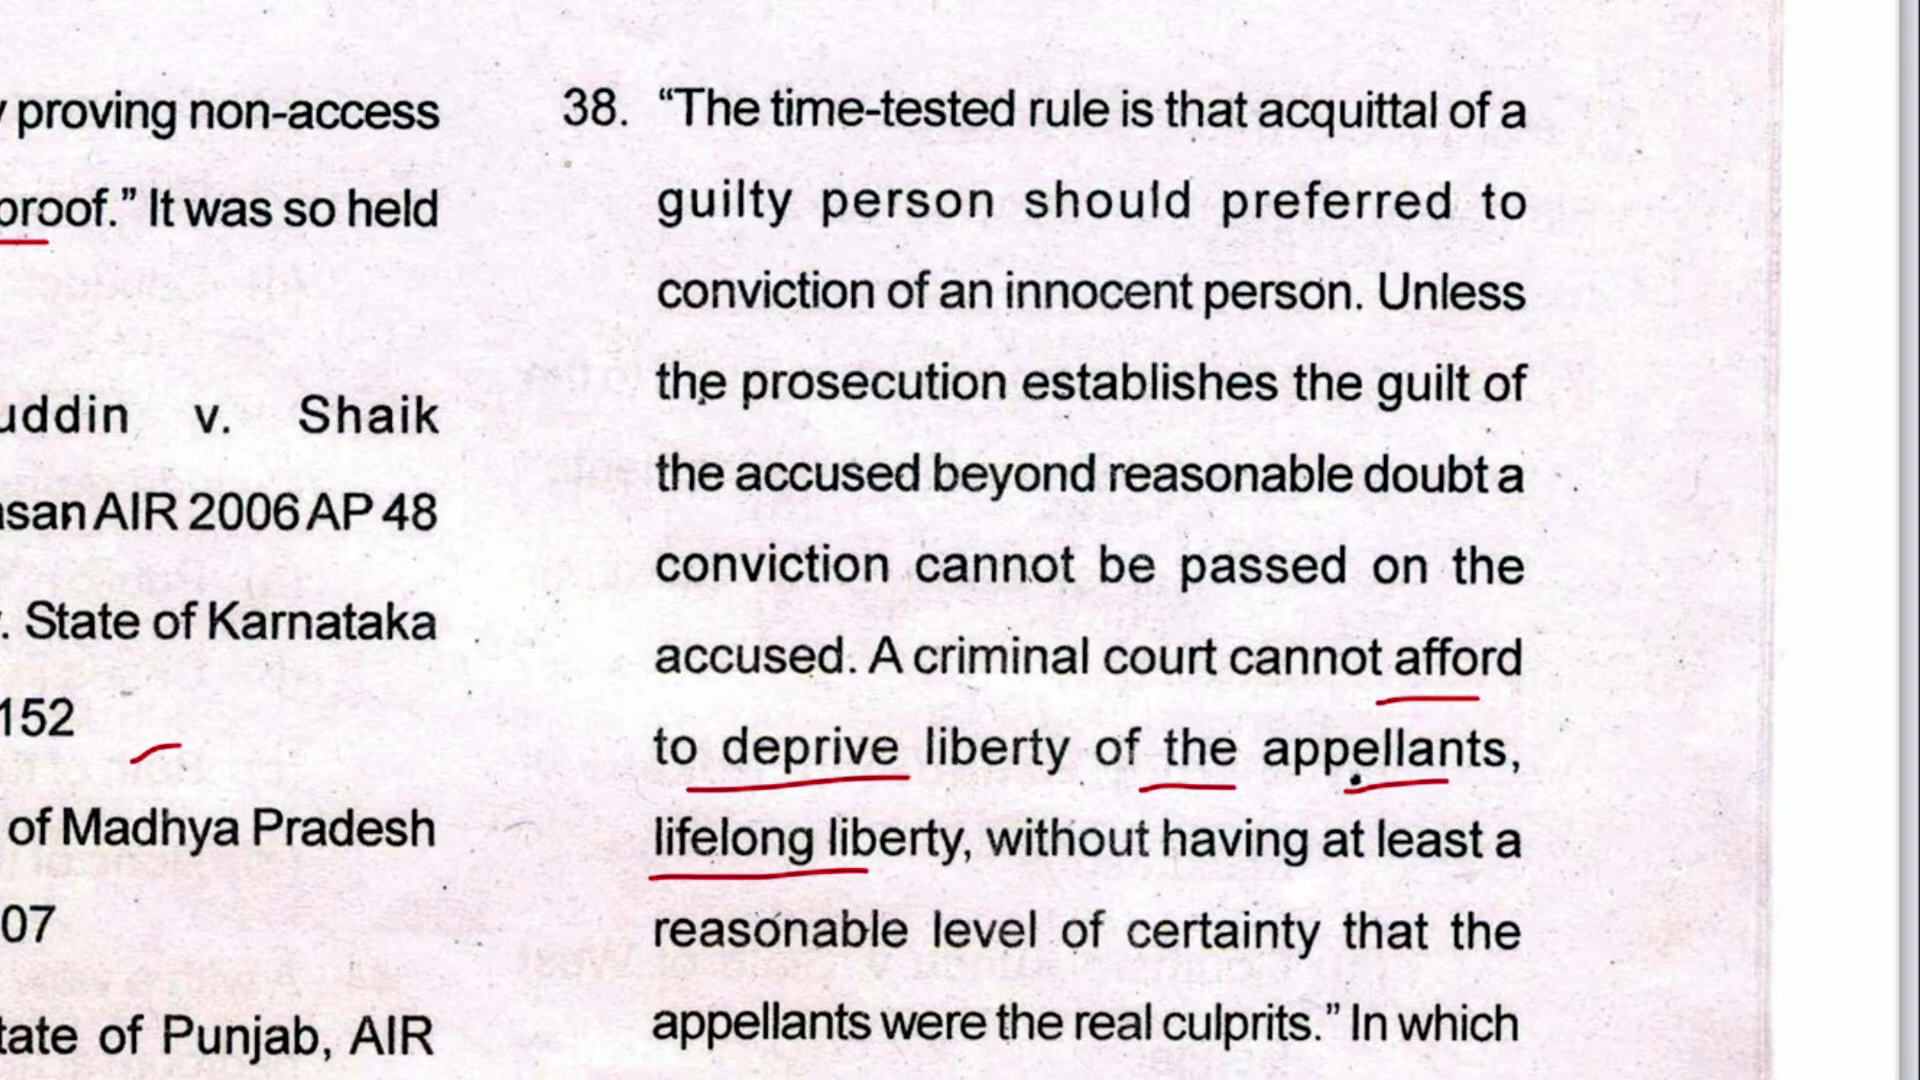 proving non-access
proof.” It was so held
v. Shaik
AIR 2006 AP 48
. State of Karnataka
152
of Madhya Pradesh
07
of Punjab, AIR
38. “The time-tested rule is that acquittal of a
guilty person should preferred to
conviction of an innocent person. Unless
the prosecution establishes the guilt of
the accused beyond reasonable doubt a
conviction cannot be passed on the
accused. A criminal court cannot afford
to deprive liberty of the appellants,
lifelong liberty, without having at least a
reasonable level of certainty that the
appellants were the real culprits.” In which